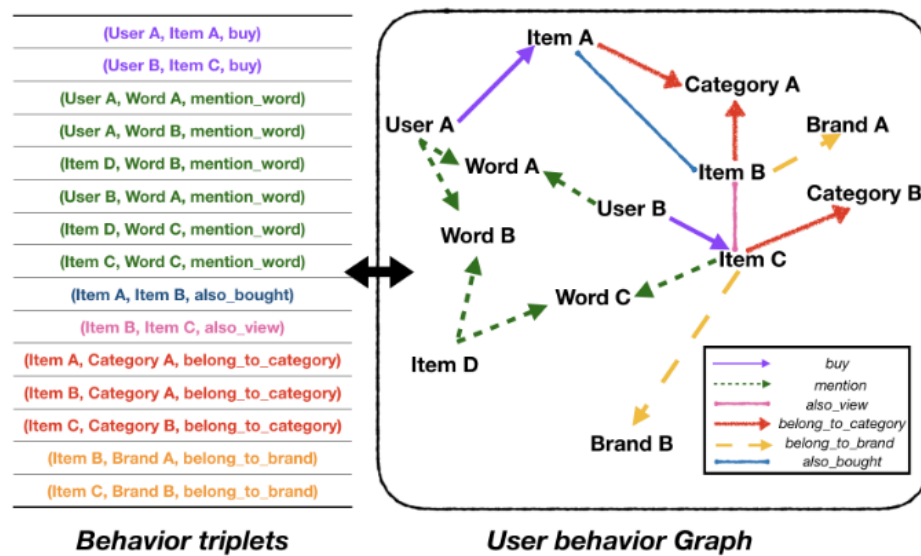 (User A, Item A, buy)
(User B, Item C, buy)
(User A, Word A, mention_word)
(User A, Word B, mention_word)
(Item D, Word B, mention_word)
(User B, Word A, mention_word)
(Item D, Word C, mention_word)
(Item C, Word C, mention_word)
(Item A, Item B, also_bought)
(Item B, Item C, also_view)
(Item A, Category A, belong_to_category)
(Item B, Category A, belong_to_category)
(Item C, Category B, belong_to_category)
(Item B, Brand A, belong_to_brand)
(Item C, Brand B, belong_to_brand)
Behavior triplets
Item A
Category A
User A
Brand A
Word A
Item B
Category B
User B
Word B
Item C
Word C
Item D
Brand B
buy
mention
also_view
belong_to_category
belong_to_brand
also_bought
User behavior Graph